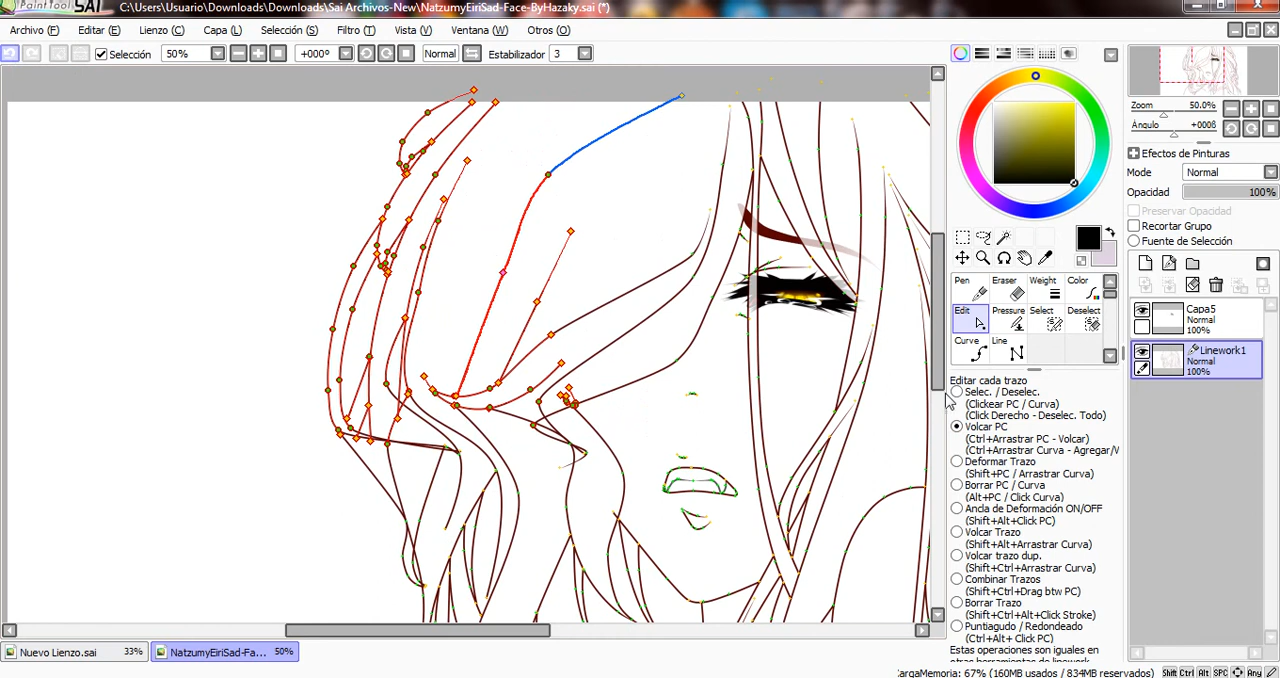 PaintTool SAI C:\Users\Usuario\Downloads\Downloads\Sai Archivos-New\NatzumyEiriSad-Face-ByHazaky.sai (*)
Archivo (F) Editar (E) Lienzo (C) Capa (L) Selección (S) Filtro (T) Vista (V) Ventana (W) Otros (O)
Selección 50% +000º Normal Estabilizador 3
Zoom 50.0%
Ángulo +000ß
Efectos de Pinturas
Mode Normal
Opacidad 100%
Preservar Opacidad
Recortar Grupo
Fuente de Selección
Pen Eraser Weight Color
Edit Pressure Select Deselect
Curve Line
Capa5
Normal
100%
Linework1
Normal
100%
Editar cada trazo
Selec. / Deselec.
(Clickear PC / Curva)
(Click Derecho - Deselec. Todo)
Volcar PC
(Ctrl+Arrastrar PC - Volcar)
(Ctrl+Arrastrar Curva - Agregar/V
Deformar Trazo
(Shift+PC / Arrastrar Curva)
Borrar PC / Curva
(Alt+PC / Click Curva)
Ancla de Deformación ON/OFF
(Shift+Alt+Click PC)
Volcar Trazo
(Shift+Alt+Arrastrar Curva)
Volcar trazo dup.
(Shift+Ctrl+Arrastrar Curva)
Combinar Trazos
(Shift+Ctrl+Drag btw PC)
Borrar Trazo
(Shift+Ctrl+Alt+Click Stroke)
Puntiagudo / Redondeado
(Ctrl+Alt+ Click PC)
Estas operaciones son iguales en
otras herramientas de linework
Nuevo Lienzo.sai 33% NatzumyEiriSad-Fa... 50%
CargaMemoria: 67% (160MB usados / 834MB reservados) Shift Ctrl Alt SPC Any